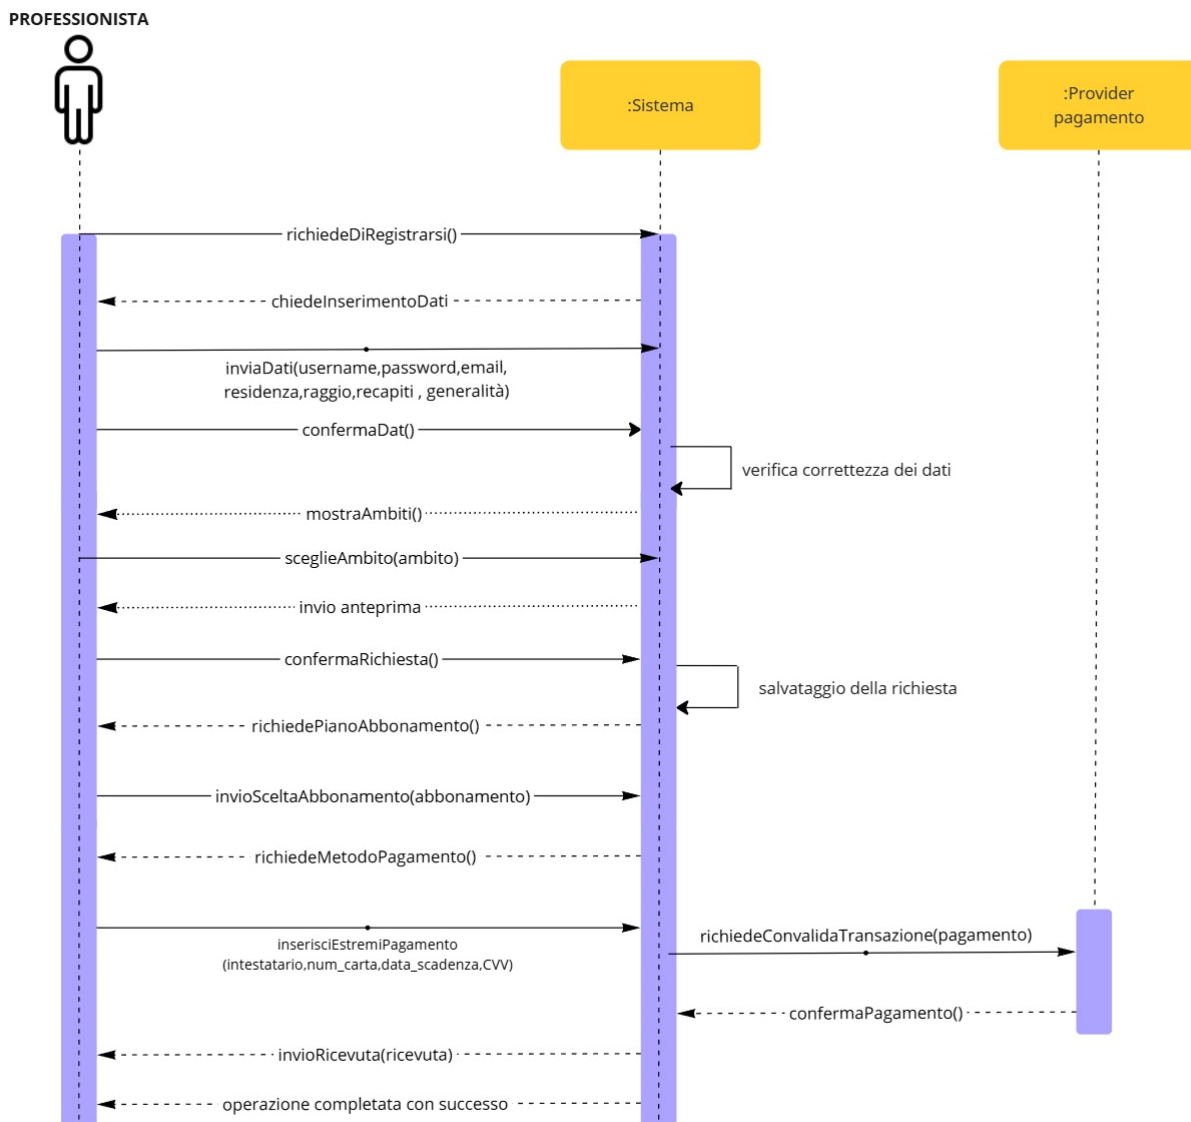 PROFESSIONISTA
:Sistema
:Provider
pagamento
richiedeDiRegistrarsi()
chiedeInserimentoDati
inviaDati(username,password,email,
residenza,raggio,recapiti , generalità)
confermaDat()
verifica correttezza dei dati
mostraAmbiti()
sceglieAmbito(ambito)
invio anteprima
confermaRichiesta()
salvataggio della richiesta
richiedePianoAbbonamento()
invioSceltaAbbonamento(abbonamento)
richiedeMetodoPagamento()
inserisciEstremiPagamento
(intestatario,num_carta,data_scadenza,CVV)
richiedeConvalidaTransazione(pagamento)
confermaPagamento()
invioRicevuta(ricevuta)
operazione completata con successo